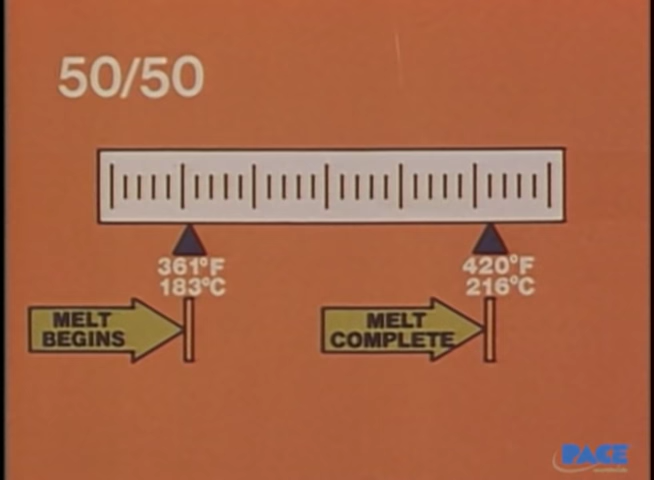 50/50
361°F
183°C
420°F
216°C
MELT
BEGINS
MELT
COMPLETE
PACE